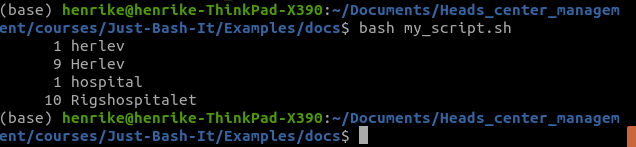 (base) henrike@henrike-ThinkPad-X390:~/Documents/Heads_center_managem
ent/courses/Just-Bash-It/Examples/docs$ bash my_script.sh
      1 herlev
      9 Herlev
      1 hospital
     10 Rigshospitalet
(base) henrike@henrike-ThinkPad-X390:~/Documents/Heads_center_managem
ent/courses/Just-Bash-It/Examples/docs$